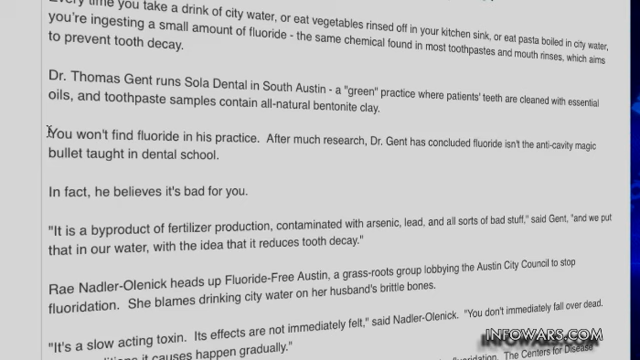 Every time you take a drink of city water, or eat vegetables rinsed off in your kitchen sink, or eat pasta boiled in city water,
you're ingesting a small amount of fluoride - the same chemical found in most toothpastes and mouth rinses, which aims
to prevent tooth decay.
Dr. Thomas Gent runs Sola Dental in South Austin - a "green" practice where patients' teeth are cleaned with essential
oils, and toothpaste samples contain all-natural bentonite clay.
You won't find fluoride in his practice. After much research, Dr. Gent has concluded fluoride isn't the anti-cavity magic
bullet taught in dental school.
In fact, he believes it's bad for you.
"It is a byproduct of fertilizer production, contaminated with arsenic, lead, and all sorts of bad stuff," said Gent, "and we put
that in our water, with the idea that it reduces tooth decay."
Rae Nadler-Olenick heads up Fluoride-Free Austin, a grass-roots group lobbying the Austin City Council to stop
fluoridation. She blames drinking city water on her husband's brittle bones.
"It's a slow acting toxin. Its effects are not immediately felt," said Nadler-Olenick. "You don't immediately fall over dead.
it causes happen gradually."
fluoridation. The Centers for Disease
INFOWARS.COM